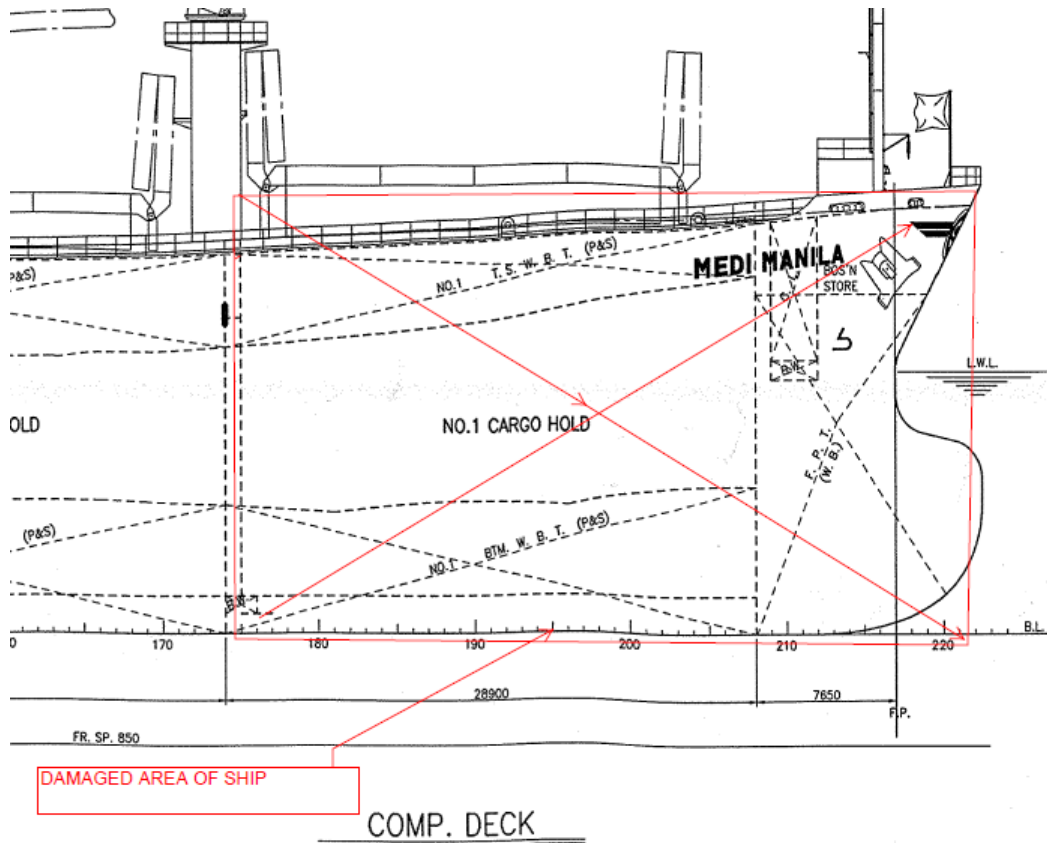 P&S)
NO.1 T. S. W. B. T. (P&S)
MEDI MANILA
BOS'N
STORE
B.W.
L.W.L.
OLD
NO.1 CARGO HOLD
F. P. T.
(W. B.)
(P&S)
NO.1 BTM. W. B. T. (P&S)
B.W.
B.L.
0 170 180 190 200 210 220
28900 7650
F.P.
FR. SP. 850
DAMAGED AREA OF SHIP
COMP. DECK